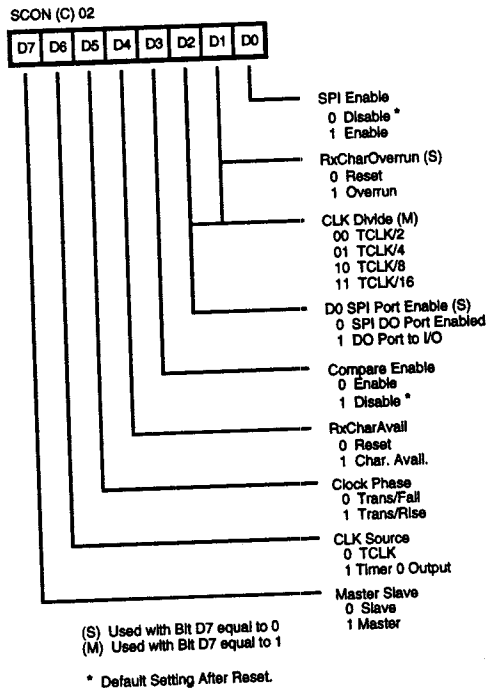 SCON (C) 02
D7 D6 D5 D4 D3 D2 D1 D0
SPI Enable
0 Disable *
1 Enable
RxCharOverrun (S)
0 Reset
1 Overrun
CLK Divide (M)
00 TCLK/2
01 TCLK/4
10 TCLK/8
11 TCLK/16
D0 SPI Port Enable (S)
0 SPI DO Port Enabled
1 DO Port to I/O
Compare Enable
0 Enable
1 Disable *
RxCharAvail
0 Reset
1 Char. Avail.
Clock Phase
0 Trans/Fall
1 Trans/Rise
CLK Source
0 TCLK
1 Timer 0 Output
Master Slave
0 Slave
1 Master
(S) Used with Bit D7 equal to 0
(M) Used with Bit D7 equal to 1
* Default Setting After Reset.